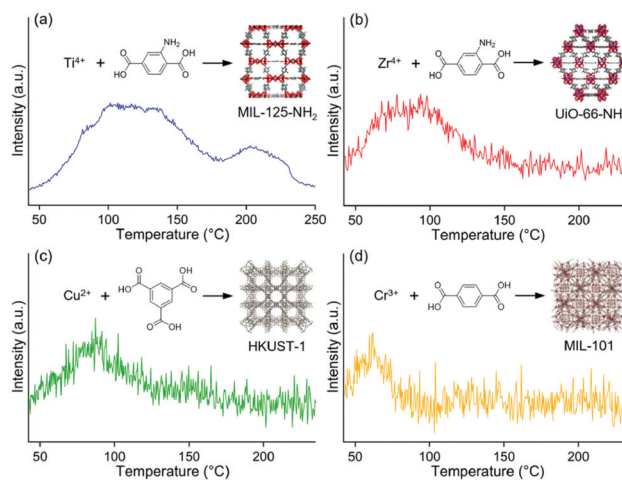 (a)
Ti4+ +
NH2
O
OH
HO
O
MIL-125-NH2
Intensity (a.u.)
50 100 150 200 250
Temperature (°C)
(b)
Zr4+ +
NH2
O
OH
HO
O
UiO-66-NH
Intensity (a.u.)
50 100 150 200
Temperature (°C)
(c)
Cu2+ +
O
OH
HO
O
O
OH
HKUST-1
Intensity (a.u.)
50 100 150 200
Temperature (°C)
(d)
Cr3+ +
O
OH
HO
O
MIL-101
Intensity (a.u.)
50 100 150 200
Temperature (°C)